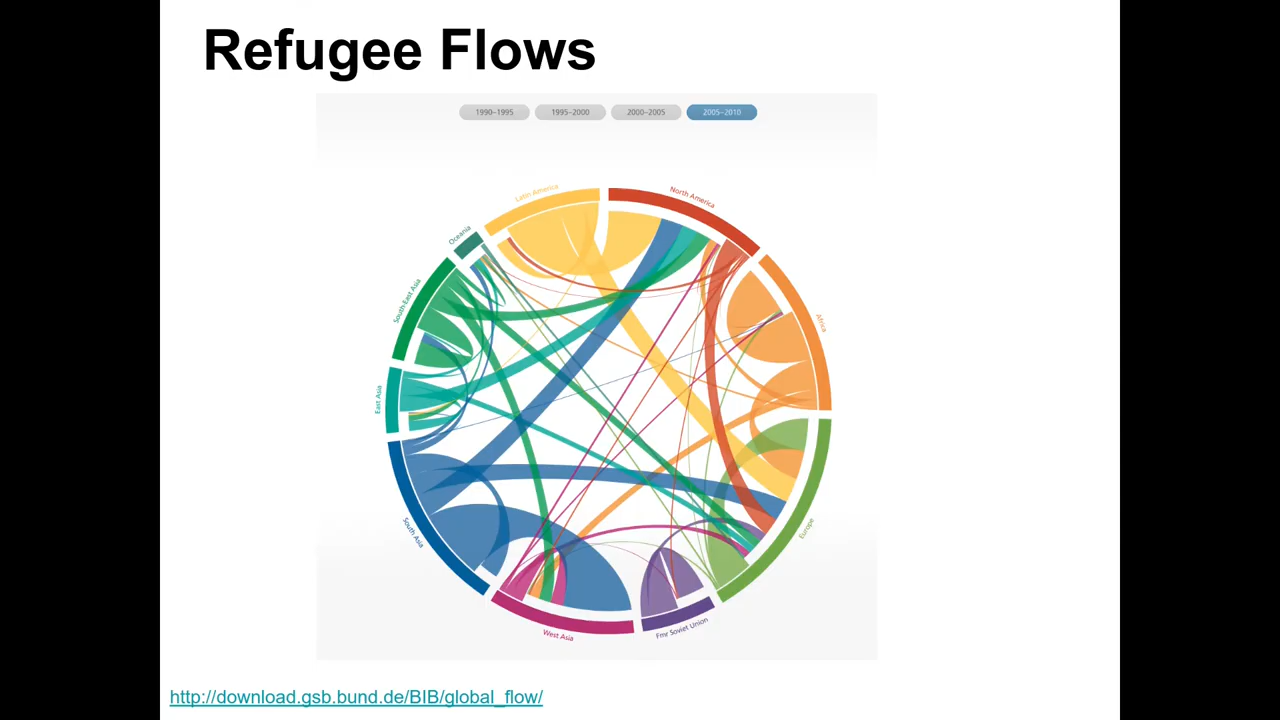 Refugee Flows
1990–1995
1995–2000
2000–2005
2005–2010
Latin America
North America
Oceania
South-East Asia
Africa
East Asia
South Asia
Europe
West Asia
Fmr Soviet Union
http://download.gsb.bund.de/BIB/global_flow/